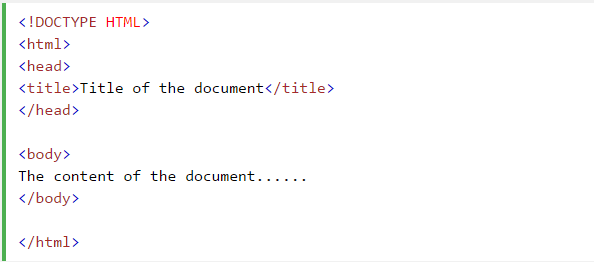 <!DOCTYPE HTML>
<html>
<head>
<title>Title of the document</title>
</head>
<body>
The content of the document......
</body>
</html>